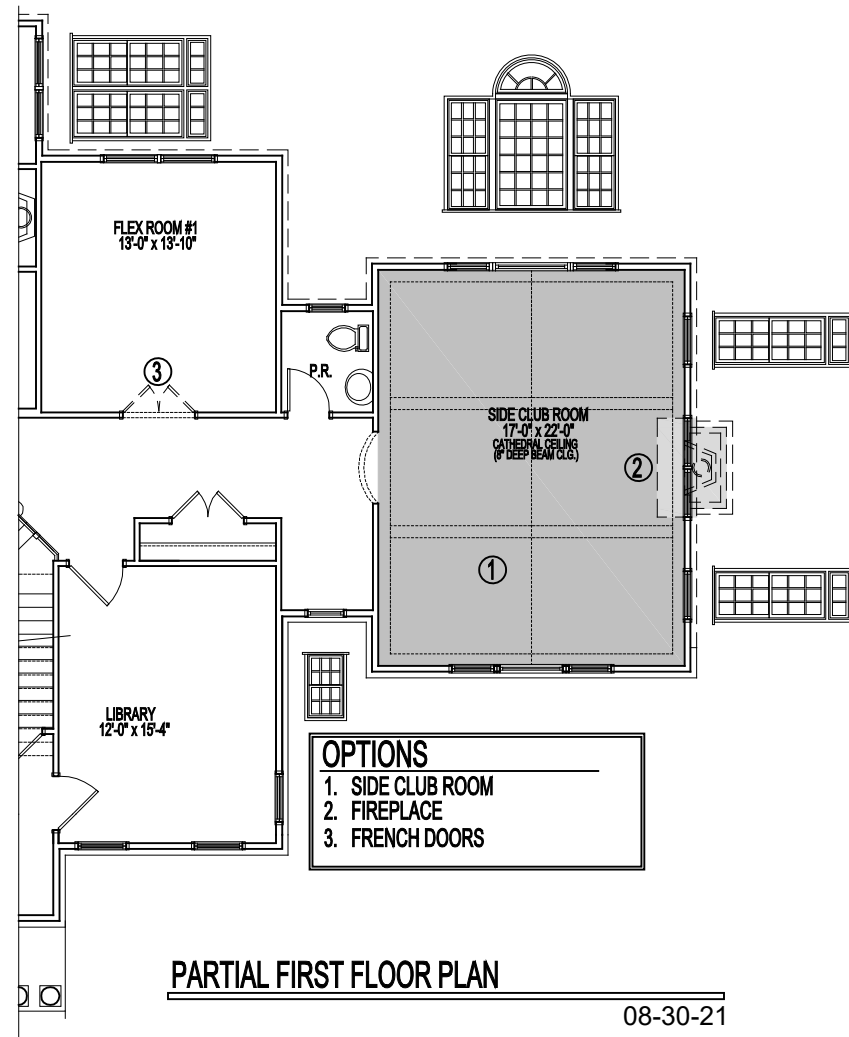 FLEX ROOM #1
13'-0" x 13'-10"
3
P.R.
SIDE CLUB ROOM
17'-0" x 22'-0"
CATHEDRAL CEILING
(8" DEEP BEAM CLG.)
2
1
LIBRARY
12'-0" x 15'-4"
OPTIONS
1. SIDE CLUB ROOM
2. FIREPLACE
3. FRENCH DOORS
PARTIAL FIRST FLOOR PLAN
08-30-21